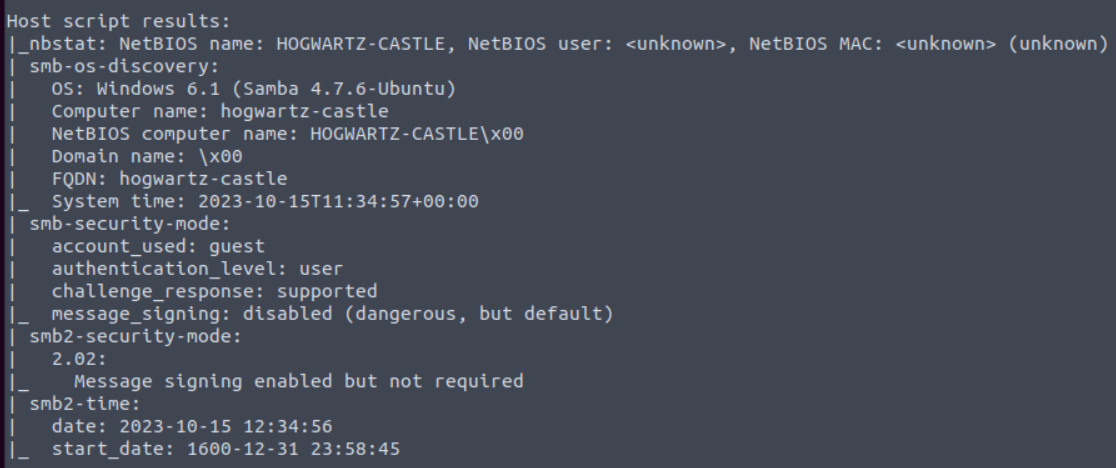 Host script results:
|_nbstat: NetBIOS name: HOGWARTZ-CASTLE, NetBIOS user: <unknown>, NetBIOS MAC: <unknown> (unknown)
| smb-os-discovery:
|   OS: Windows 6.1 (Samba 4.7.6-Ubuntu)
|   Computer name: hogwartz-castle
|   NetBIOS computer name: HOGWARTZ-CASTLE\x00
|   Domain name: \x00
|   FQDN: hogwartz-castle
|_  System time: 2023-10-15T11:34:57+00:00
| smb-security-mode:
|   account_used: guest
|   authentication_level: user
|   challenge_response: supported
|_  message_signing: disabled (dangerous, but default)
| smb2-security-mode:
|   2.02:
|_    Message signing enabled but not required
| smb2-time:
|   date: 2023-10-15 12:34:56
|_  start_date: 1600-12-31 23:58:45